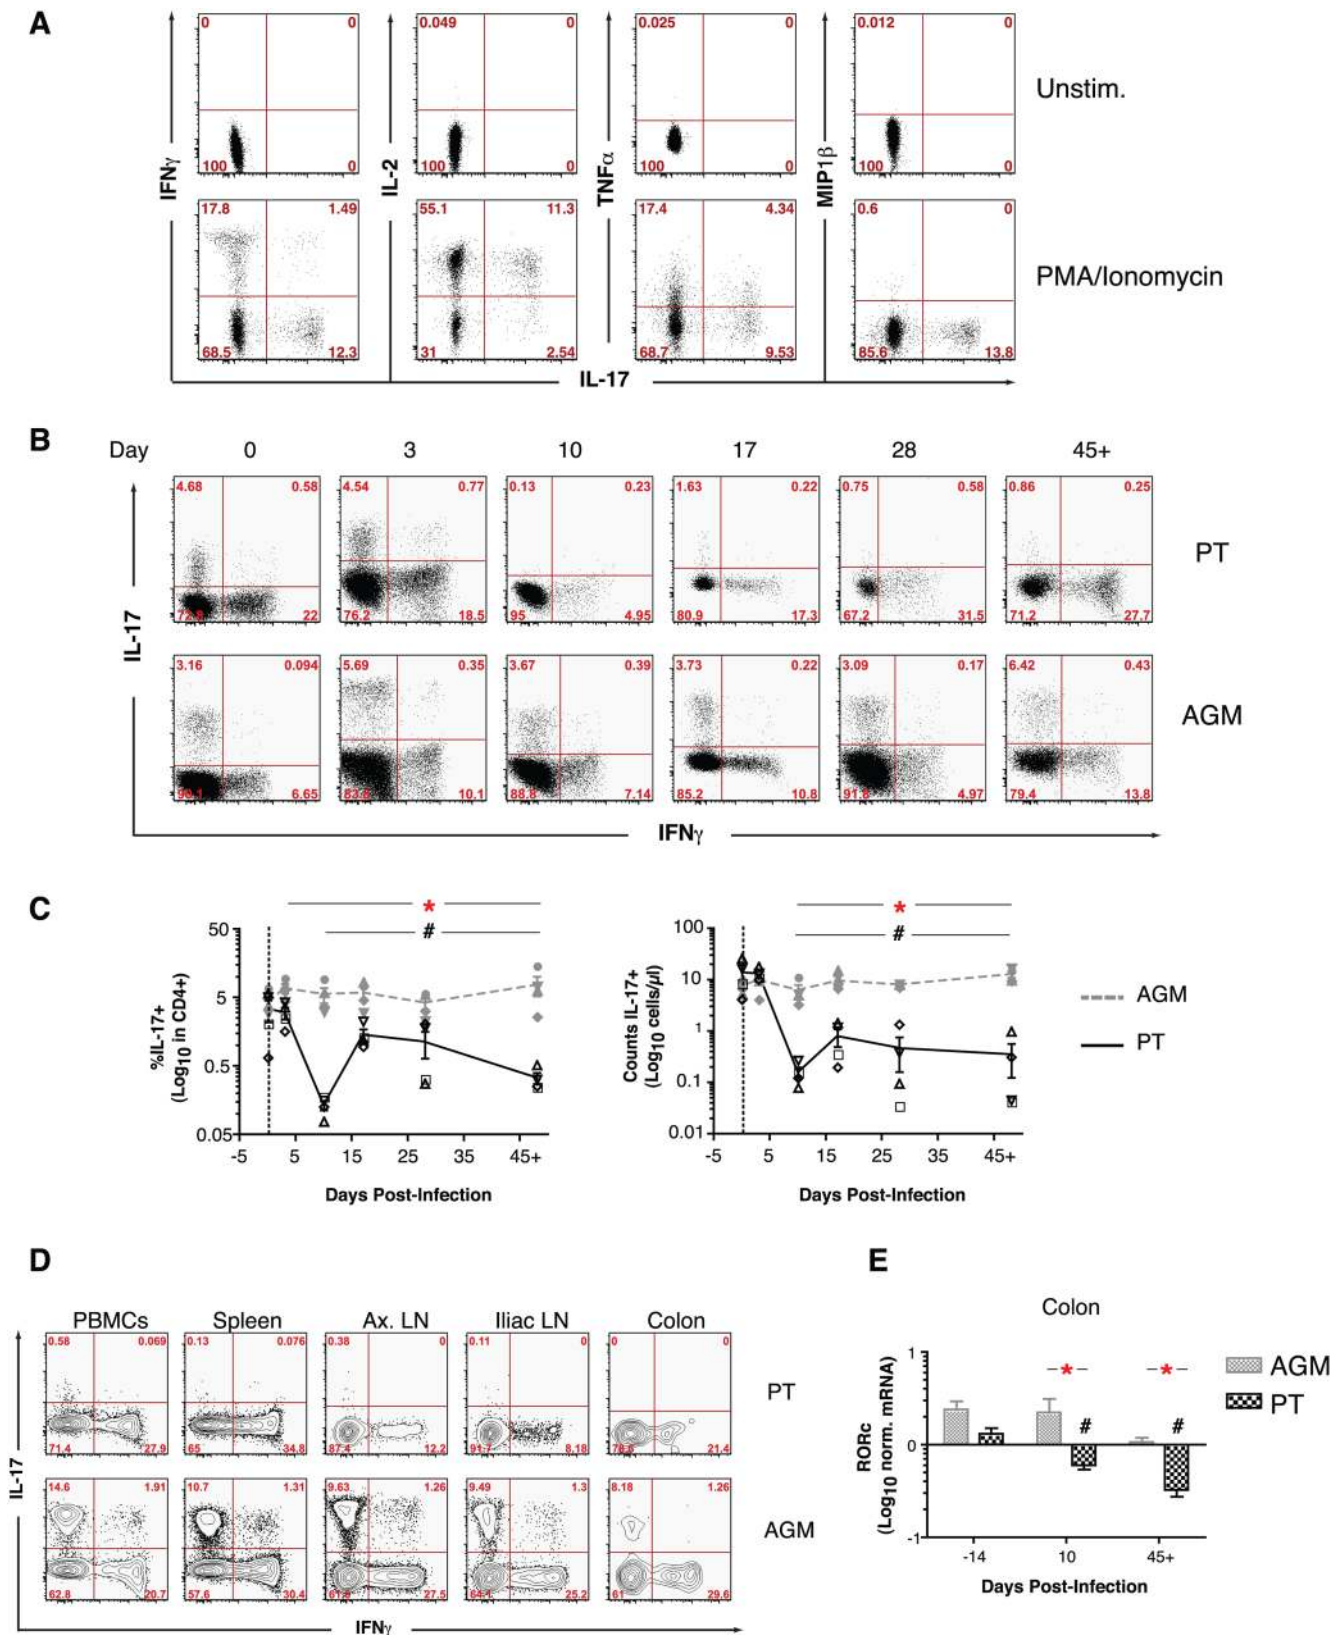 A
0 0
0.049 0
0.025 0
0.012 0
Unstim.
IFNγ
IL-2
TNFα
MIP1β
100 0
100 0
100 0
100 0
17.8 1.49
55.1 11.3
17.4 4.34
0.6 0
PMA/Ionomycin
68.5 12.3
31 2.54
68.7 9.53
85.6 13.8
IL-17
B
Day 0 3 10 17 28 45+
4.68 0.58
4.54 0.77
0.13 0.23
1.63 0.22
0.75 0.58
0.86 0.25
PT
22
76.2 18.5
95 4.95
80.9 17.3
67.2 31.5
71.2 27.7
IL-17
3.16 0.094
5.69 0.35
3.67 0.39
3.73 0.22
3.09 0.17
6.42 0.43
AGM
90.1 6.65
10.1
7.14
85.2 10.8
4.97
79.4 13.8
IFNγ
C
* #
50
5
0.5
0.05
%IL-17+
(Log10 in CD4+)
-5 5 15 25 35 45+
Days Post-Infection
* #
100
10
1
0.1
0.01
Counts IL-17+
(Log10 cells/µl)
-5 5 15 25 35 45+
Days Post-Infection
AGM
PT
D
PBMCs Spleen Ax. LN Iliac LN Colon
0.58 0.069
0.13 0.076
0.38 0
0.11 0
0 0
PT
71.4 27.9
65 34.8
87.4 12.2
91.7 8.18
21.4
IL-17
14.6 1.91
10.7 1.31
9.63 1.26
9.49 1.3
8.18 1.26
AGM
62.8 20.7
57.6 30.4
27.5
64.1 25.2
61 29.6
IFNγ
E
Colon
1
0
-1
RORc
(Log10 norm. mRNA)
* *
# #
AGM
PT
-14 10 45+
Days Post-Infection